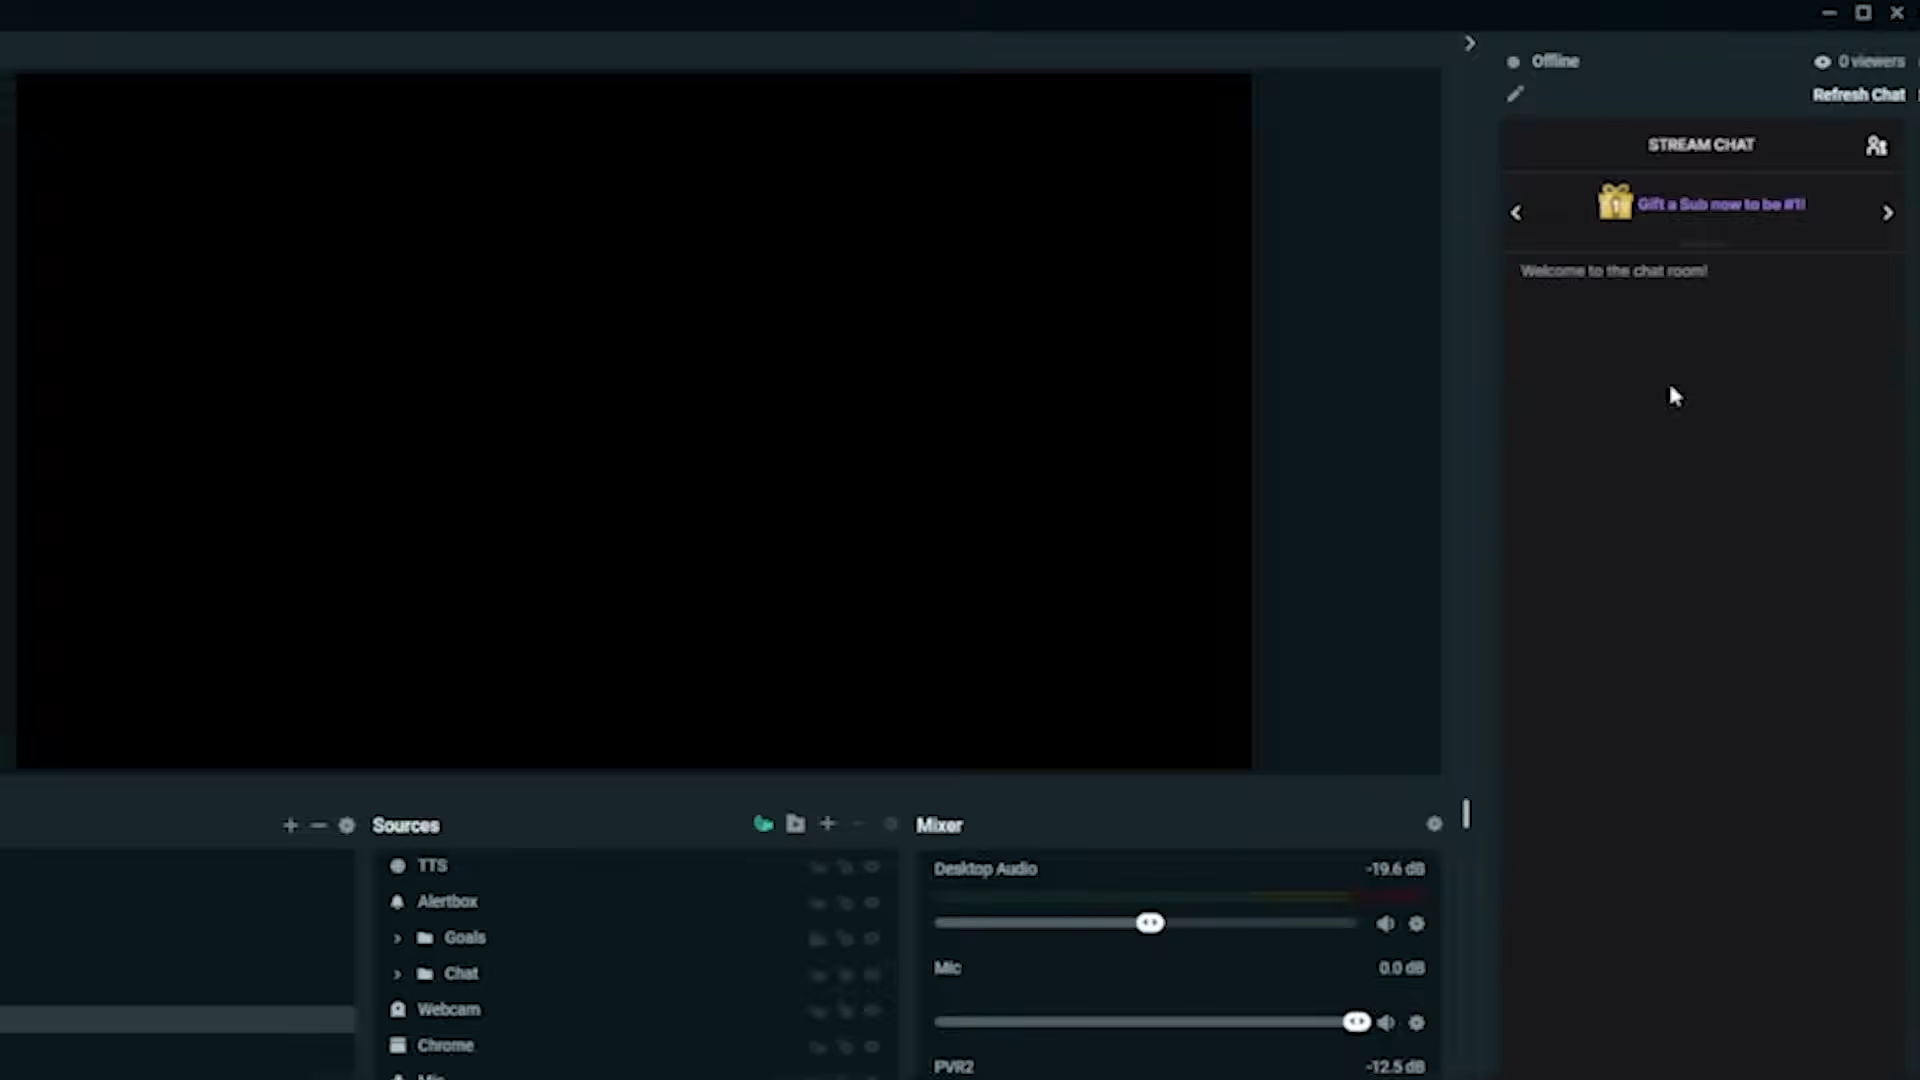 Offline
0 viewers
Refresh Chat
STREAM CHAT
1
Gift a Sub now to be #1!
Welcome to the chat room!
Sources
Mixer
TTS
Alertbox
Goals
Chat
Webcam
Chrome
Desktop Audio
-19.6 dB
Mic
0.0 dB
PVR2
-12.5 dB